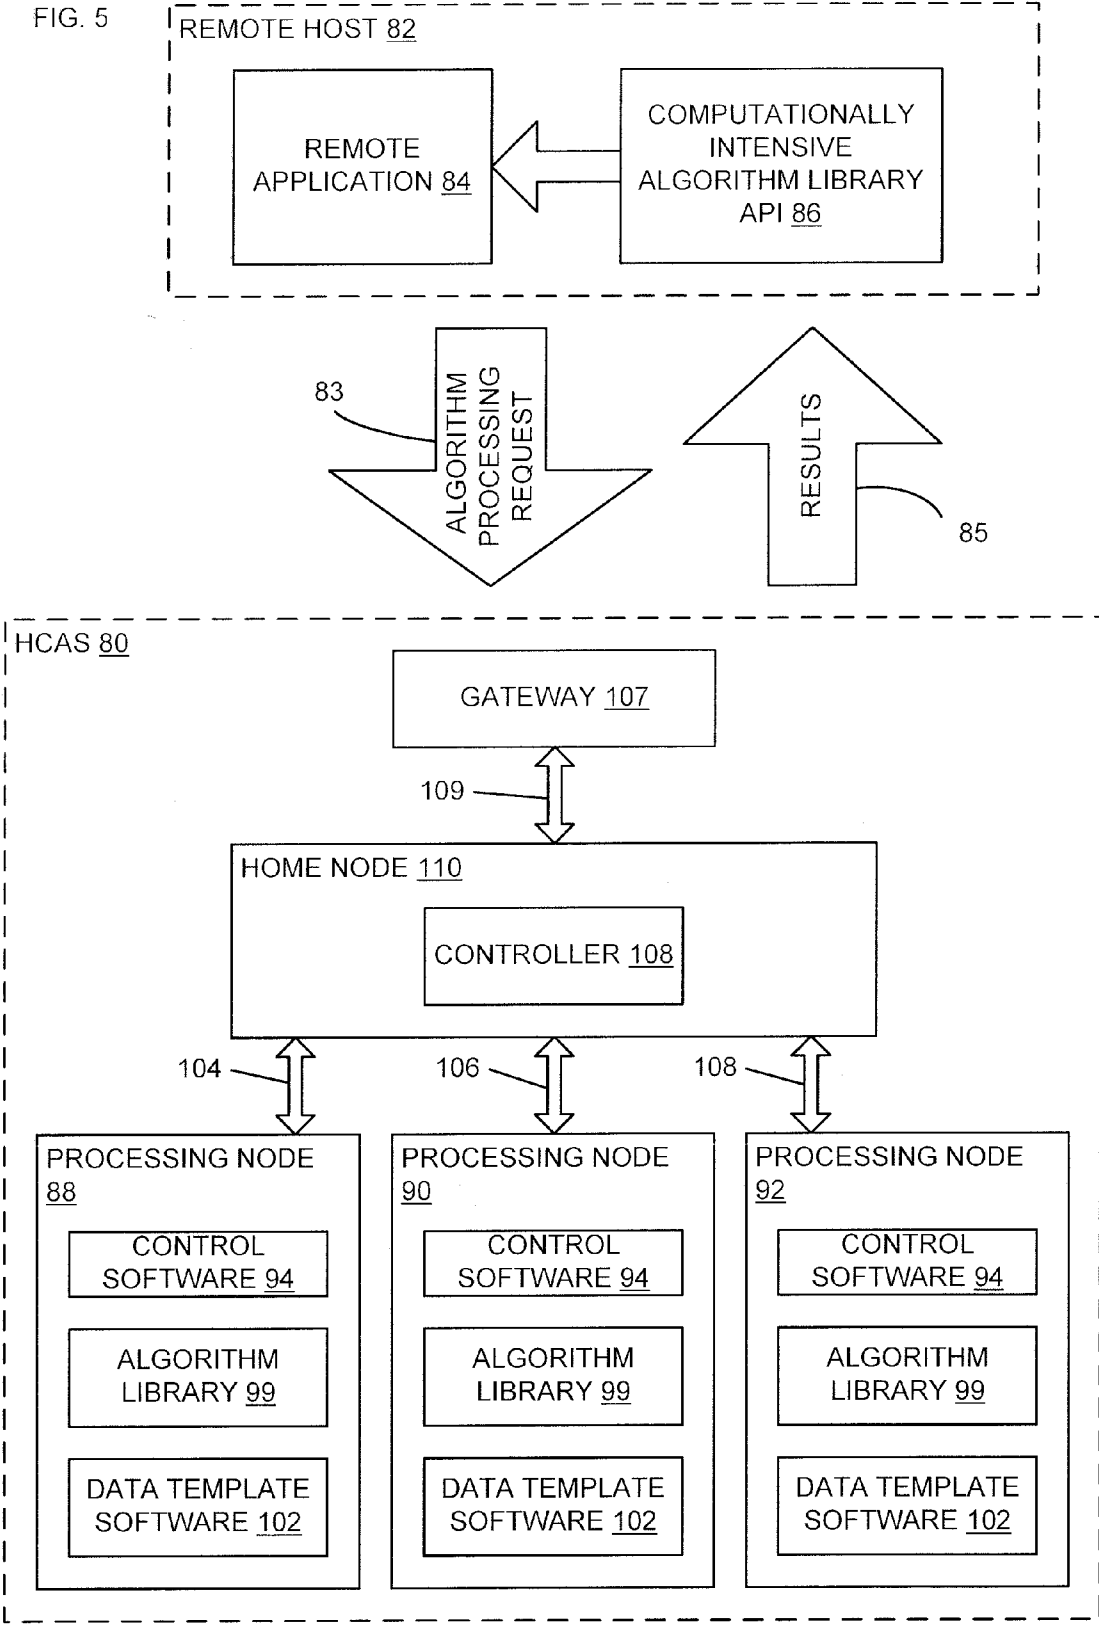 FIG. 5
REMOTE HOST 82
REMOTE
APPLICATION 84
COMPUTATIONALLY
INTENSIVE
ALGORITHM LIBRARY
API 86
83
ALGORITHM
PROCESSING
REQUEST
RESULTS
85
HCAS 80
GATEWAY 107
109
HOME NODE 110
CONTROLLER 108
104
106
108
PROCESSING NODE
88
CONTROL
SOFTWARE 94
ALGORITHM
LIBRARY 99
DATA TEMPLATE
SOFTWARE 102
PROCESSING NODE
90
CONTROL
SOFTWARE 94
ALGORITHM
LIBRARY 99
DATA TEMPLATE
SOFTWARE 102
PROCESSING NODE
92
CONTROL
SOFTWARE 94
ALGORITHM
LIBRARY 99
DATA TEMPLATE
SOFTWARE 102